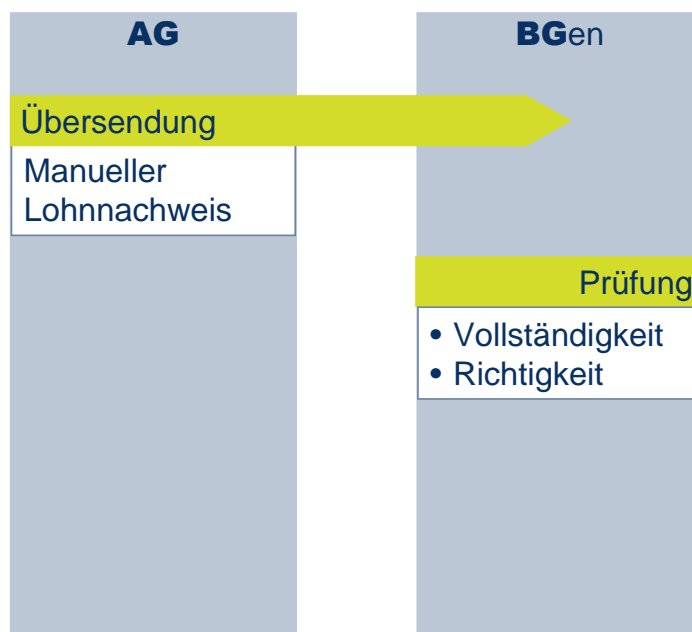 AG
BGen
Übersendung
Manueller
Lohnnachweis
Prüfung
• Vollständigkeit
• Richtigkeit